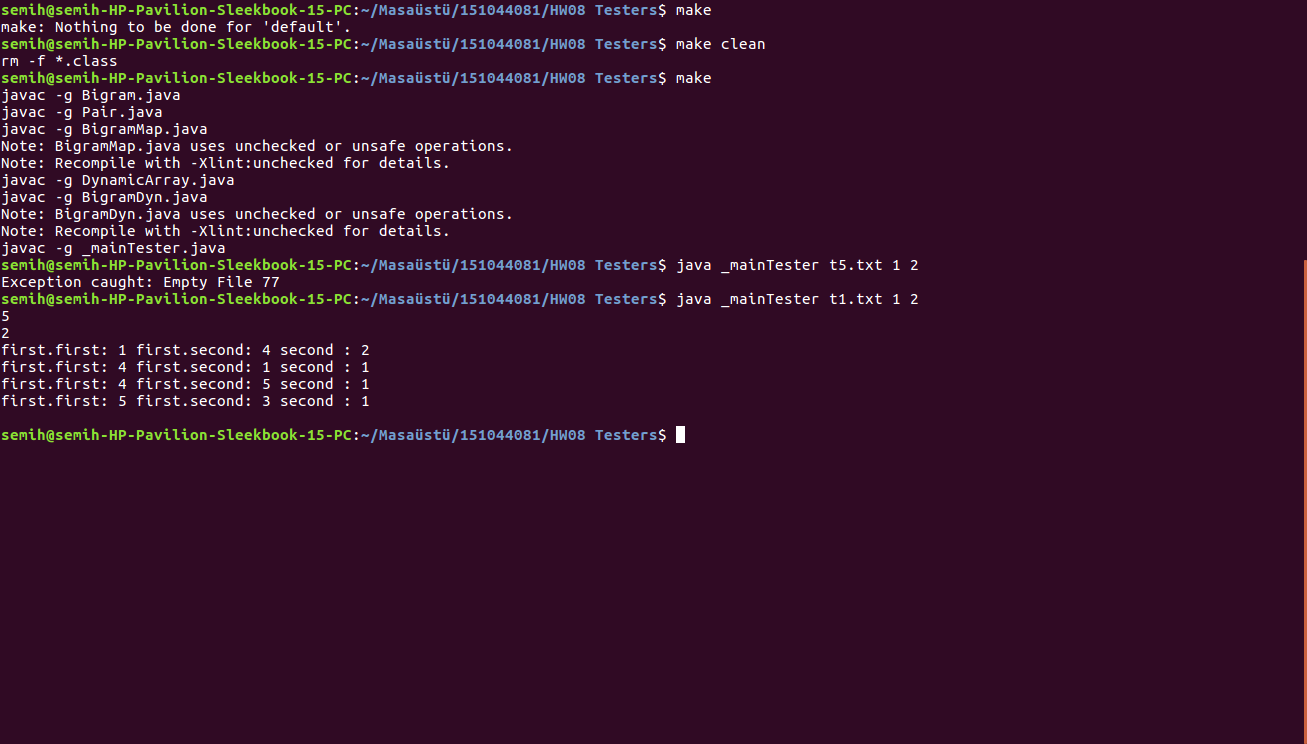 semih@semih-HP-Pavilion-Sleekbook-15-PC:~/Masaüstü/151044081/HW08 Testers$ make
make: Nothing to be done for 'default'.
semih@semih-HP-Pavilion-Sleekbook-15-PC:~/Masaüstü/151044081/HW08 Testers$ make clean
rm -f *.class
semih@semih-HP-Pavilion-Sleekbook-15-PC:~/Masaüstü/151044081/HW08 Testers$ make
javac -g Bigram.java
javac -g Pair.java
javac -g BigramMap.java
Note: BigramMap.java uses unchecked or unsafe operations.
Note: Recompile with -Xlint:unchecked for details.
javac -g DynamicArray.java
javac -g BigramDyn.java
Note: BigramDyn.java uses unchecked or unsafe operations.
Note: Recompile with -Xlint:unchecked for details.
javac -g _mainTester.java
semih@semih-HP-Pavilion-Sleekbook-15-PC:~/Masaüstü/151044081/HW08 Testers$ java _mainTester t5.txt 1 2
Exception caught: Empty File 77
semih@semih-HP-Pavilion-Sleekbook-15-PC:~/Masaüstü/151044081/HW08 Testers$ java _mainTester t1.txt 1 2
5
2
first.first: 1 first.second: 4 second : 2
first.first: 4 first.second: 1 second : 1
first.first: 4 first.second: 5 second : 1
first.first: 5 first.second: 3 second : 1
semih@semih-HP-Pavilion-Sleekbook-15-PC:~/Masaüstü/151044081/HW08 Testers$